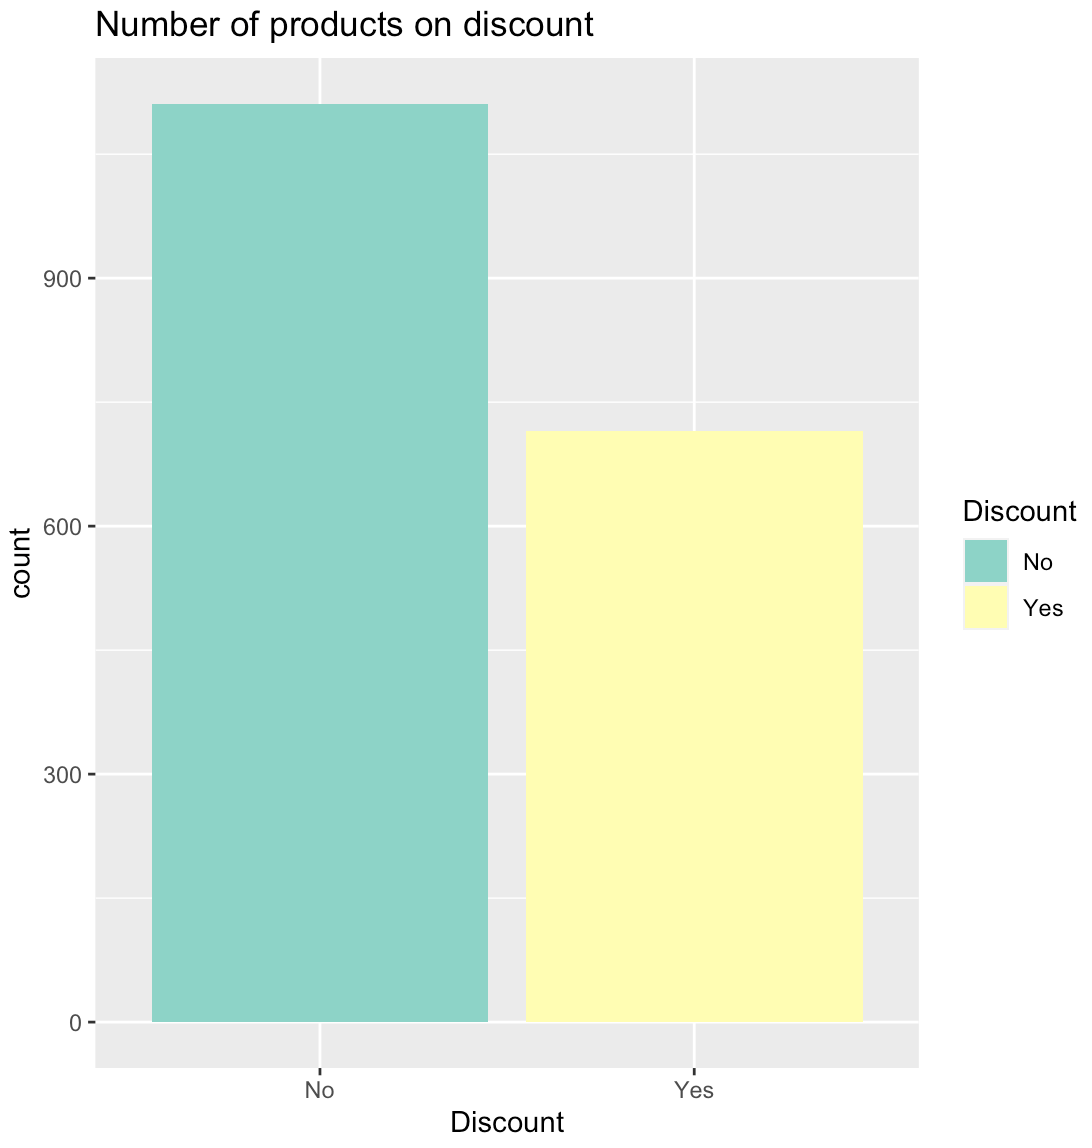 Number of products on discount
900
600
300
0
count
No
Yes
Discount
Discount
No
Yes